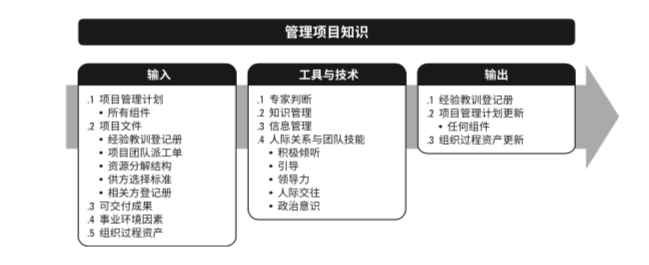 管理项目知识
输入
.1 项目管理计划
• 所有组件
.2 项目文件
• 经验教训登记册
• 项目团队派工单
• 资源分解结构
• 供方选择标准
• 相关方登记册
.3 可交付成果
.4 事业环境因素
.5 组织过程资产
工具与技术
.1 专家判断
.2 知识管理
.3 信息管理
.4 人际关系与团队技能
• 积极倾听
• 引导
• 领导力
• 人际交往
• 政治意识
输出
.1 经验教训登记册
.2 项目管理计划更新
• 任何组件
.3 组织过程资产更新